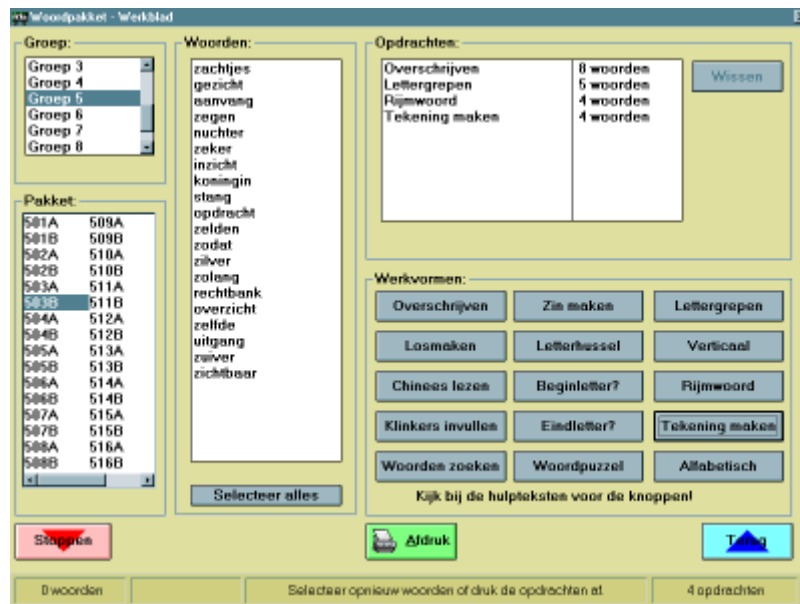 Woordpakket - Werkblad
Groep:
Groep 3
Groep 4
Groep 5
Groep 6
Groep 7
Groep 8
Pakket:
501A 509A
501B 509B
502A 510A
502B 510B
503A 511A
503B 511B
504A 512A
504B 512B
505A 513A
505B 513B
506A 514A
506B 514B
507A 515A
507B 515B
508A 516A
508B 516B
Woorden:
zachtjes
gezicht
aanvang
zegen
nuchter
zeker
inzicht
koningin
stang
opdracht
zelden
zodat
zilver
zolang
rechtbank
overzicht
zelfde
uitgang
zuiver
zichtbaar
Selecteer alles
Opdrachten:
Overschrijven 8 woorden
Lettergrepen 5 woorden
Rijmwoord 4 woorden
Tekening maken 4 woorden
Wissen
Werkvormen:
Overschrijven Zin maken Lettergrepen
Losmaken Letterhussel Verticaal
Chinees lezen Beginletter? Rijmwoord
Klinkers invullen Eindletter? Tekening maken
Woorden zoeken Woordpuzzel Alfabetisch
Kijk bij de hulpteksten voor de knoppen!
Stoppen Afdruk Terug
0 woorden Selecteer opnieuw woorden of druk de opdrachten af. 4 opdrachten